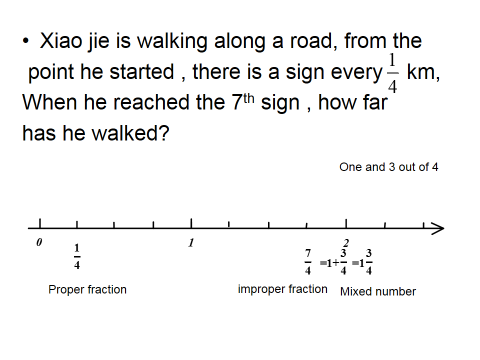 • Xiao jie is walking along a road, from the
point he started , there is a sign every 1/4 km,
When he reached the 7th sign , how far
has he walked?
One and 3 out of 4
0 1 2
1/4 7/4 =1+3/4 =1 3/4
Proper fraction improper fraction Mixed number